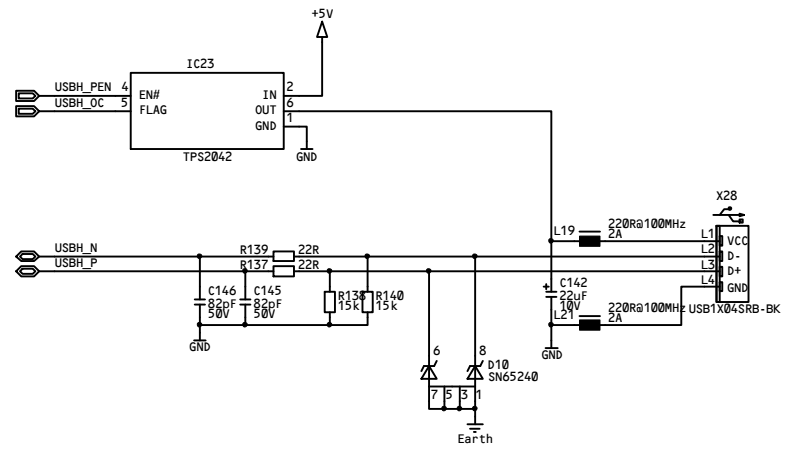 +5V
IC23
USBH_PEN 4 EN# IN 2
USBH_OC 5 FLAG OUT 6
GND 1
TPS2042 GND
X28
L19 220R@100MHz
2A L1 VCC
USBH_N R139 22R L2 D-
USBH_P R137 22R L3 D+
L4 GND
C146 C145 R138 R140 C142
82pF 82pF 15k 15k 22uF
50V 50V 10V
220R@100MHz USB1X04SRB-BK
L21 2A
GND GND
6 8 D10
SN65240
7 5 3 1
Earth